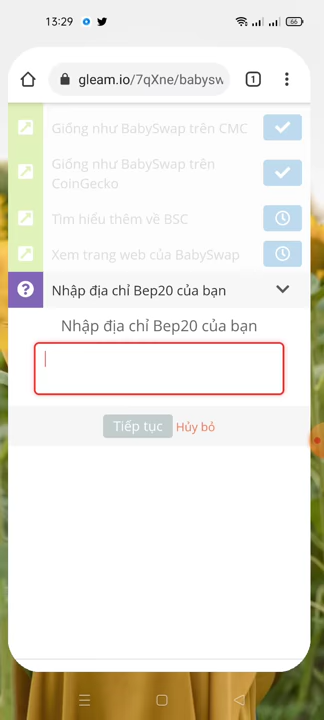 13:29
66
gleam.io/7qXne/babysw
1
Giống như BabySwap trên CMC
Giống như BabySwap trên
CoinGecko
Tìm hiểu thêm về BSC
Xem trang web của BabySwap
Nhập địa chỉ Bep20 của bạn
Nhập địa chỉ Bep20 của bạn
Tiếp tục Hủy bỏ